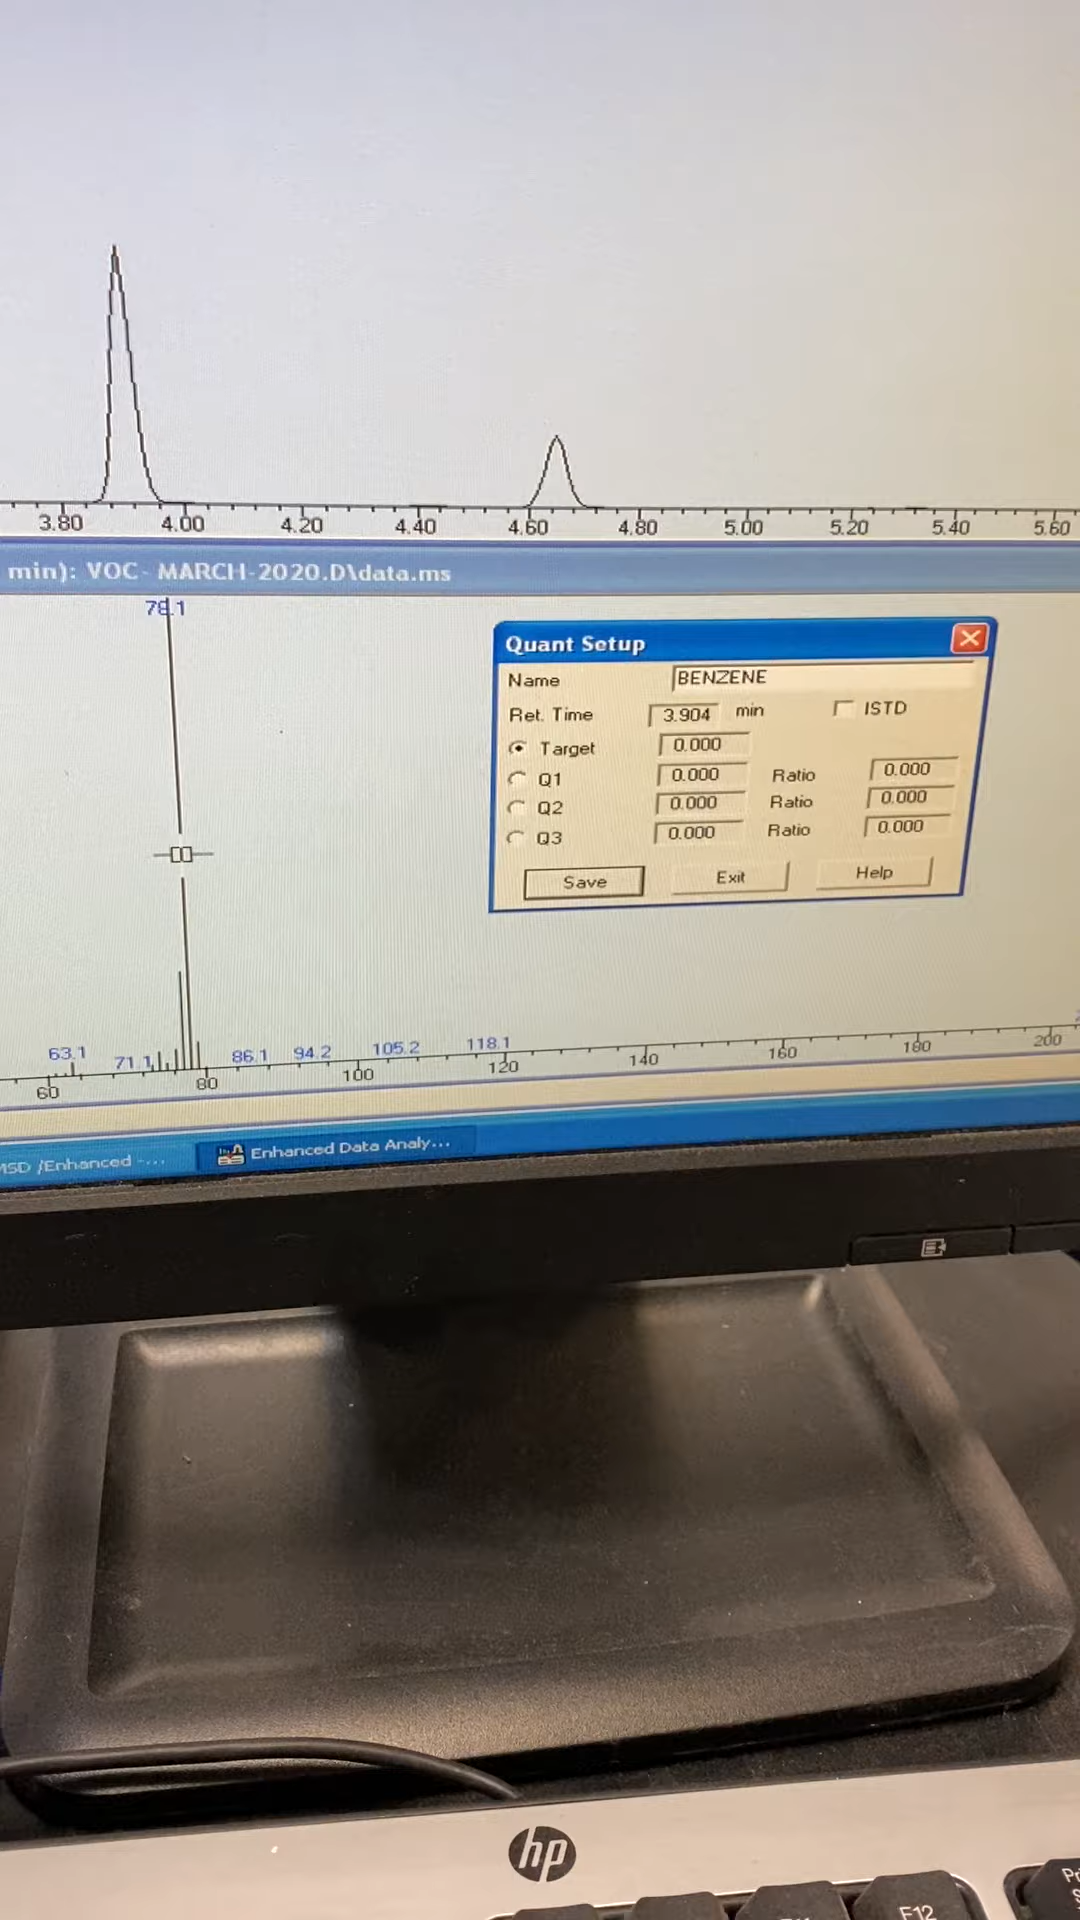 3.80 4.00 4.20 4.40 4.60 4.80 5.00 5.20 5.40 5.60
min): VOC- MARCH-2020.D\data.ms
78.1
Quant Setup
Name BENZENE
Ret. Time 3.904 min ISTD
Target 0.000
Q1 0.000 Ratio 0.000
Q2 0.000 Ratio 0.000
Q3 0.000 Ratio 0.000
Save Exit Help
63.1 71.1 86.1 94.2 105.2 118.1
60 80 100 120 140 160 180 200
MSD /Enhanced -... Enhanced Data Analy...
hp
F12